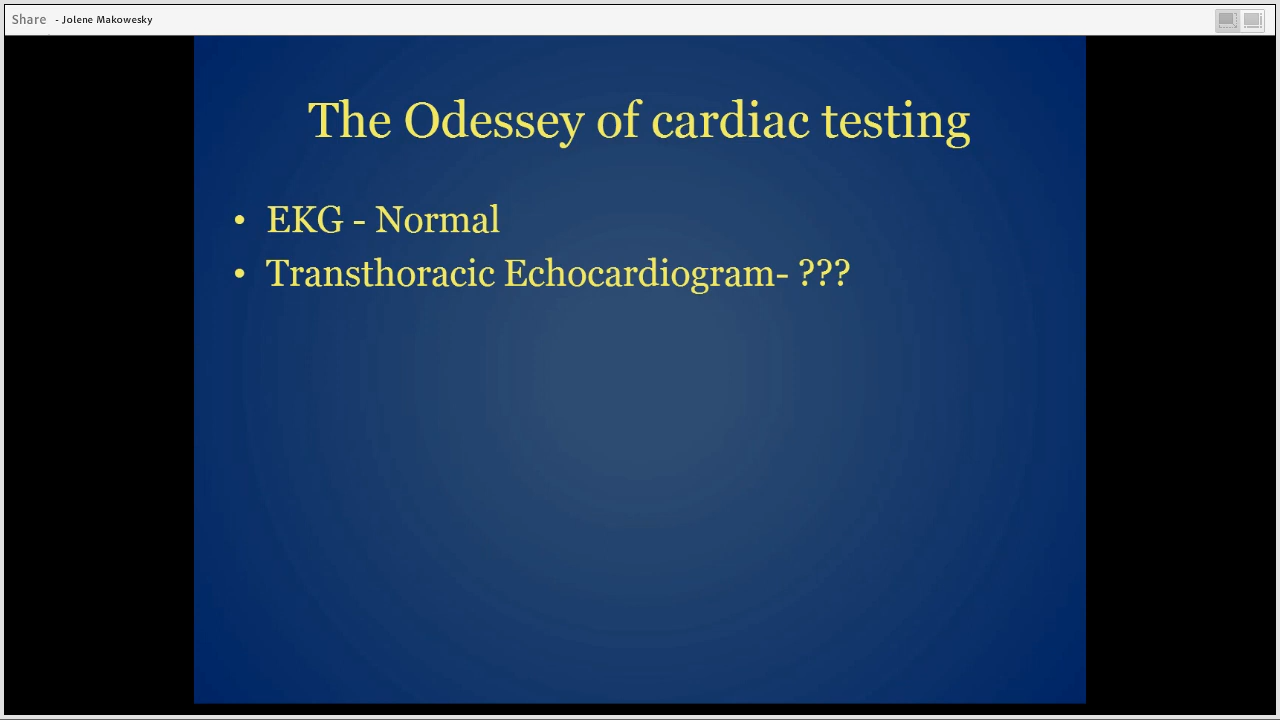 Share - Jolene Makowesky
The Odessey of cardiac testing
• EKG - Normal
• Transthoracic Echocardiogram- ???